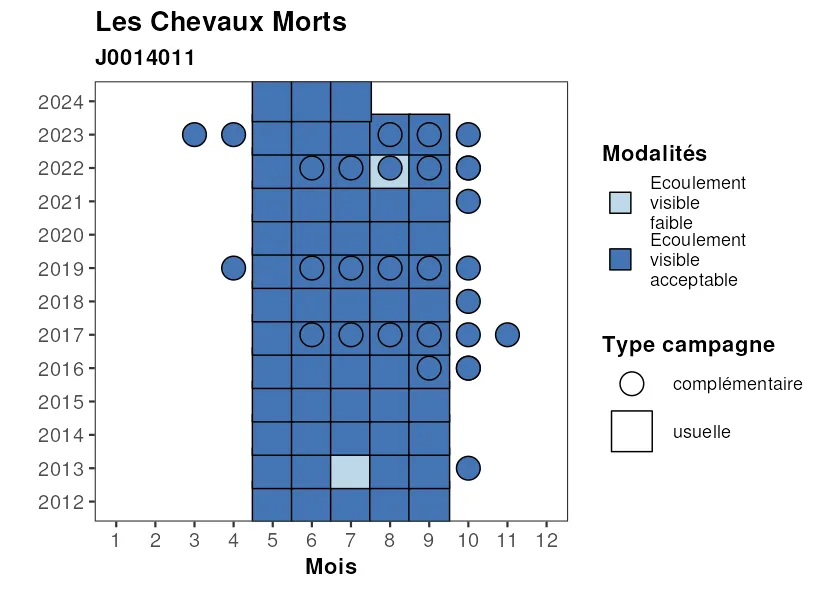 Les Chevaux Morts
J0014011
2024
2023
2022
2021
2020
2019
2018
2017
2016
2015
2014
2013
2012
1 2 3 4 5 6 7 8 9 10 11 12
Mois
Modalités
Ecoulement
visible
faible
Ecoulement
visible
acceptable
Type campagne
complémentaire
usuelle